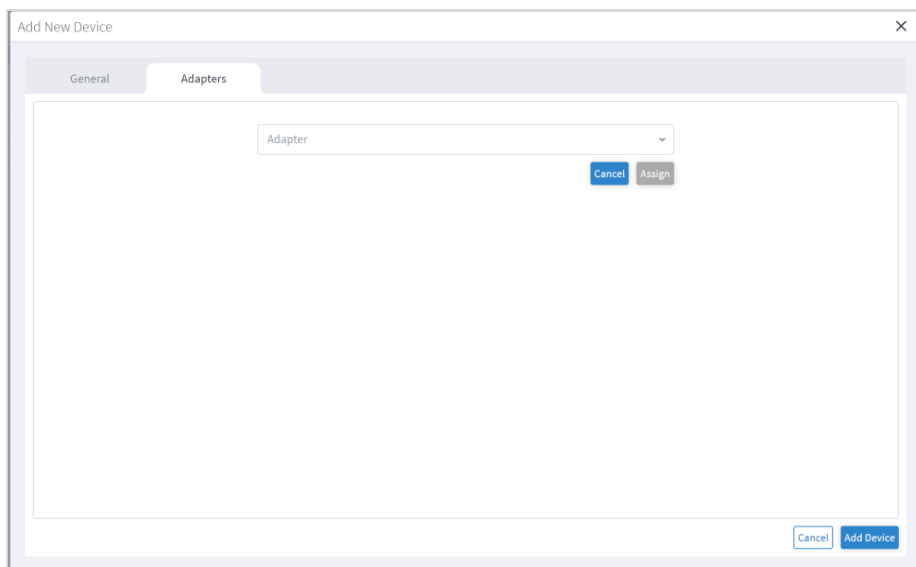 Add New Device
General Adapters
Adapter
Cancel Assign
Cancel Add Device